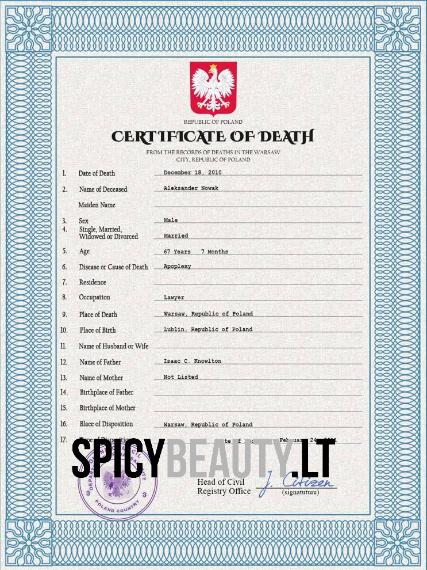 REPUBLIC OF POLAND
CERTIFICATE OF DEATH
FROM THE RECORDS OF DEATHS IN THE WARSAW
CITY, REPUBLIC OF POLAND
1. Date of Death December 18, 2010
2. Name of Deceased Aleksander Nowak
Maiden Name
3. Sex Male
4. Single, Married,
Widowed or Divorced Married
5. Age 67 Years 7 Months
6. Disease or Cause of Death Apoplexy
7. Residence
8. Occupation Lawyer
9. Place of Death Warsaw, Republic of Poland
10. Place of Birth lublin, Republic of Poland
11. Name of Husband or Wife
12. Name of Father Isaac C. Knowlton
13. Name of Mother Not Listed
14. Birthplace of Father
15. Birthplace of Mother
16. Place of Disposition Warsaw, Republic of Poland
17.
SPICYBEAUTY.LT
POLAND COUNTRY
Head of Civil
Registry Office J. Citizen
(signatuture)